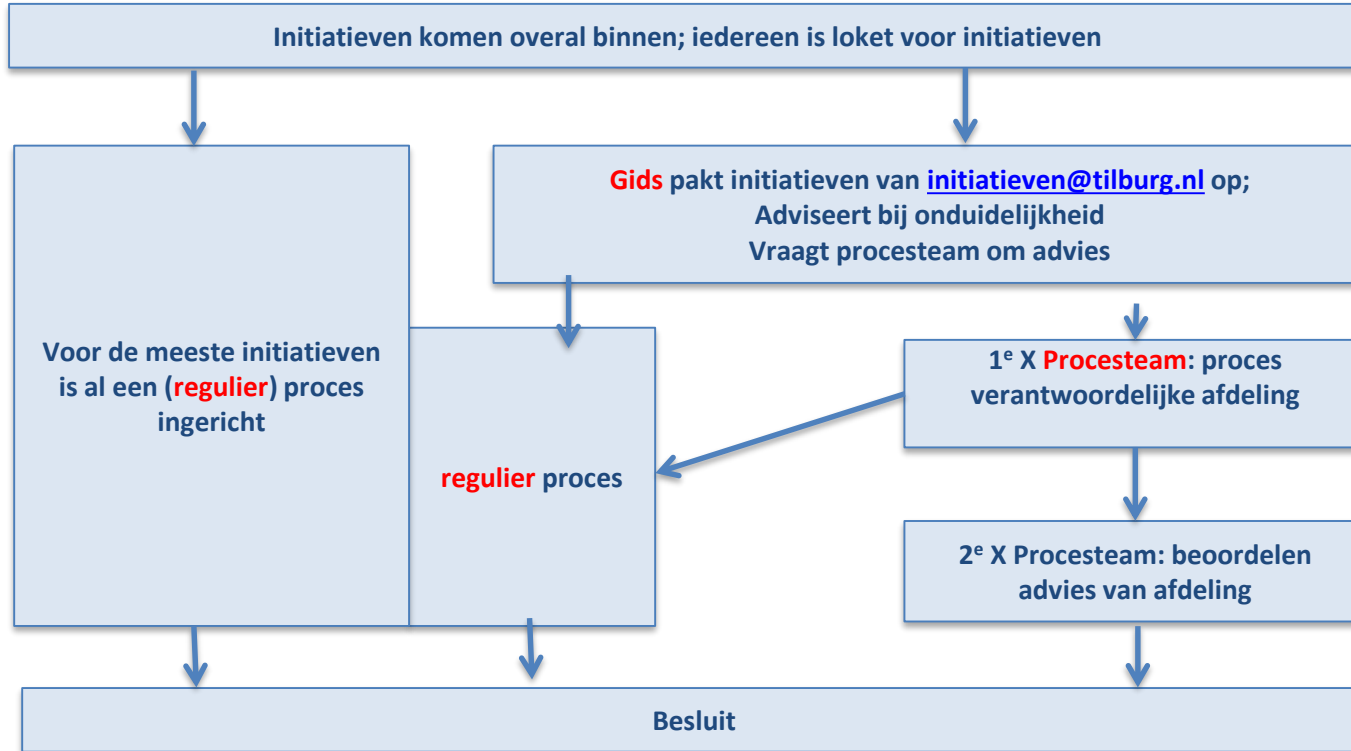 Initiatieven komen overal binnen; iedereen is loket voor initiatieven
Gids pakt initiatieven van initiatieven@tilburg.nl op;
Adviseert bij onduidelijkheid
Vraagt procesteam om advies
Voor de meeste initiatieven
is al een (regulier) proces
ingericht
regulier proces
1e X Procesteam: proces
verantwoordelijke afdeling
2e X Procesteam: beoordelen
advies van afdeling
Besluit